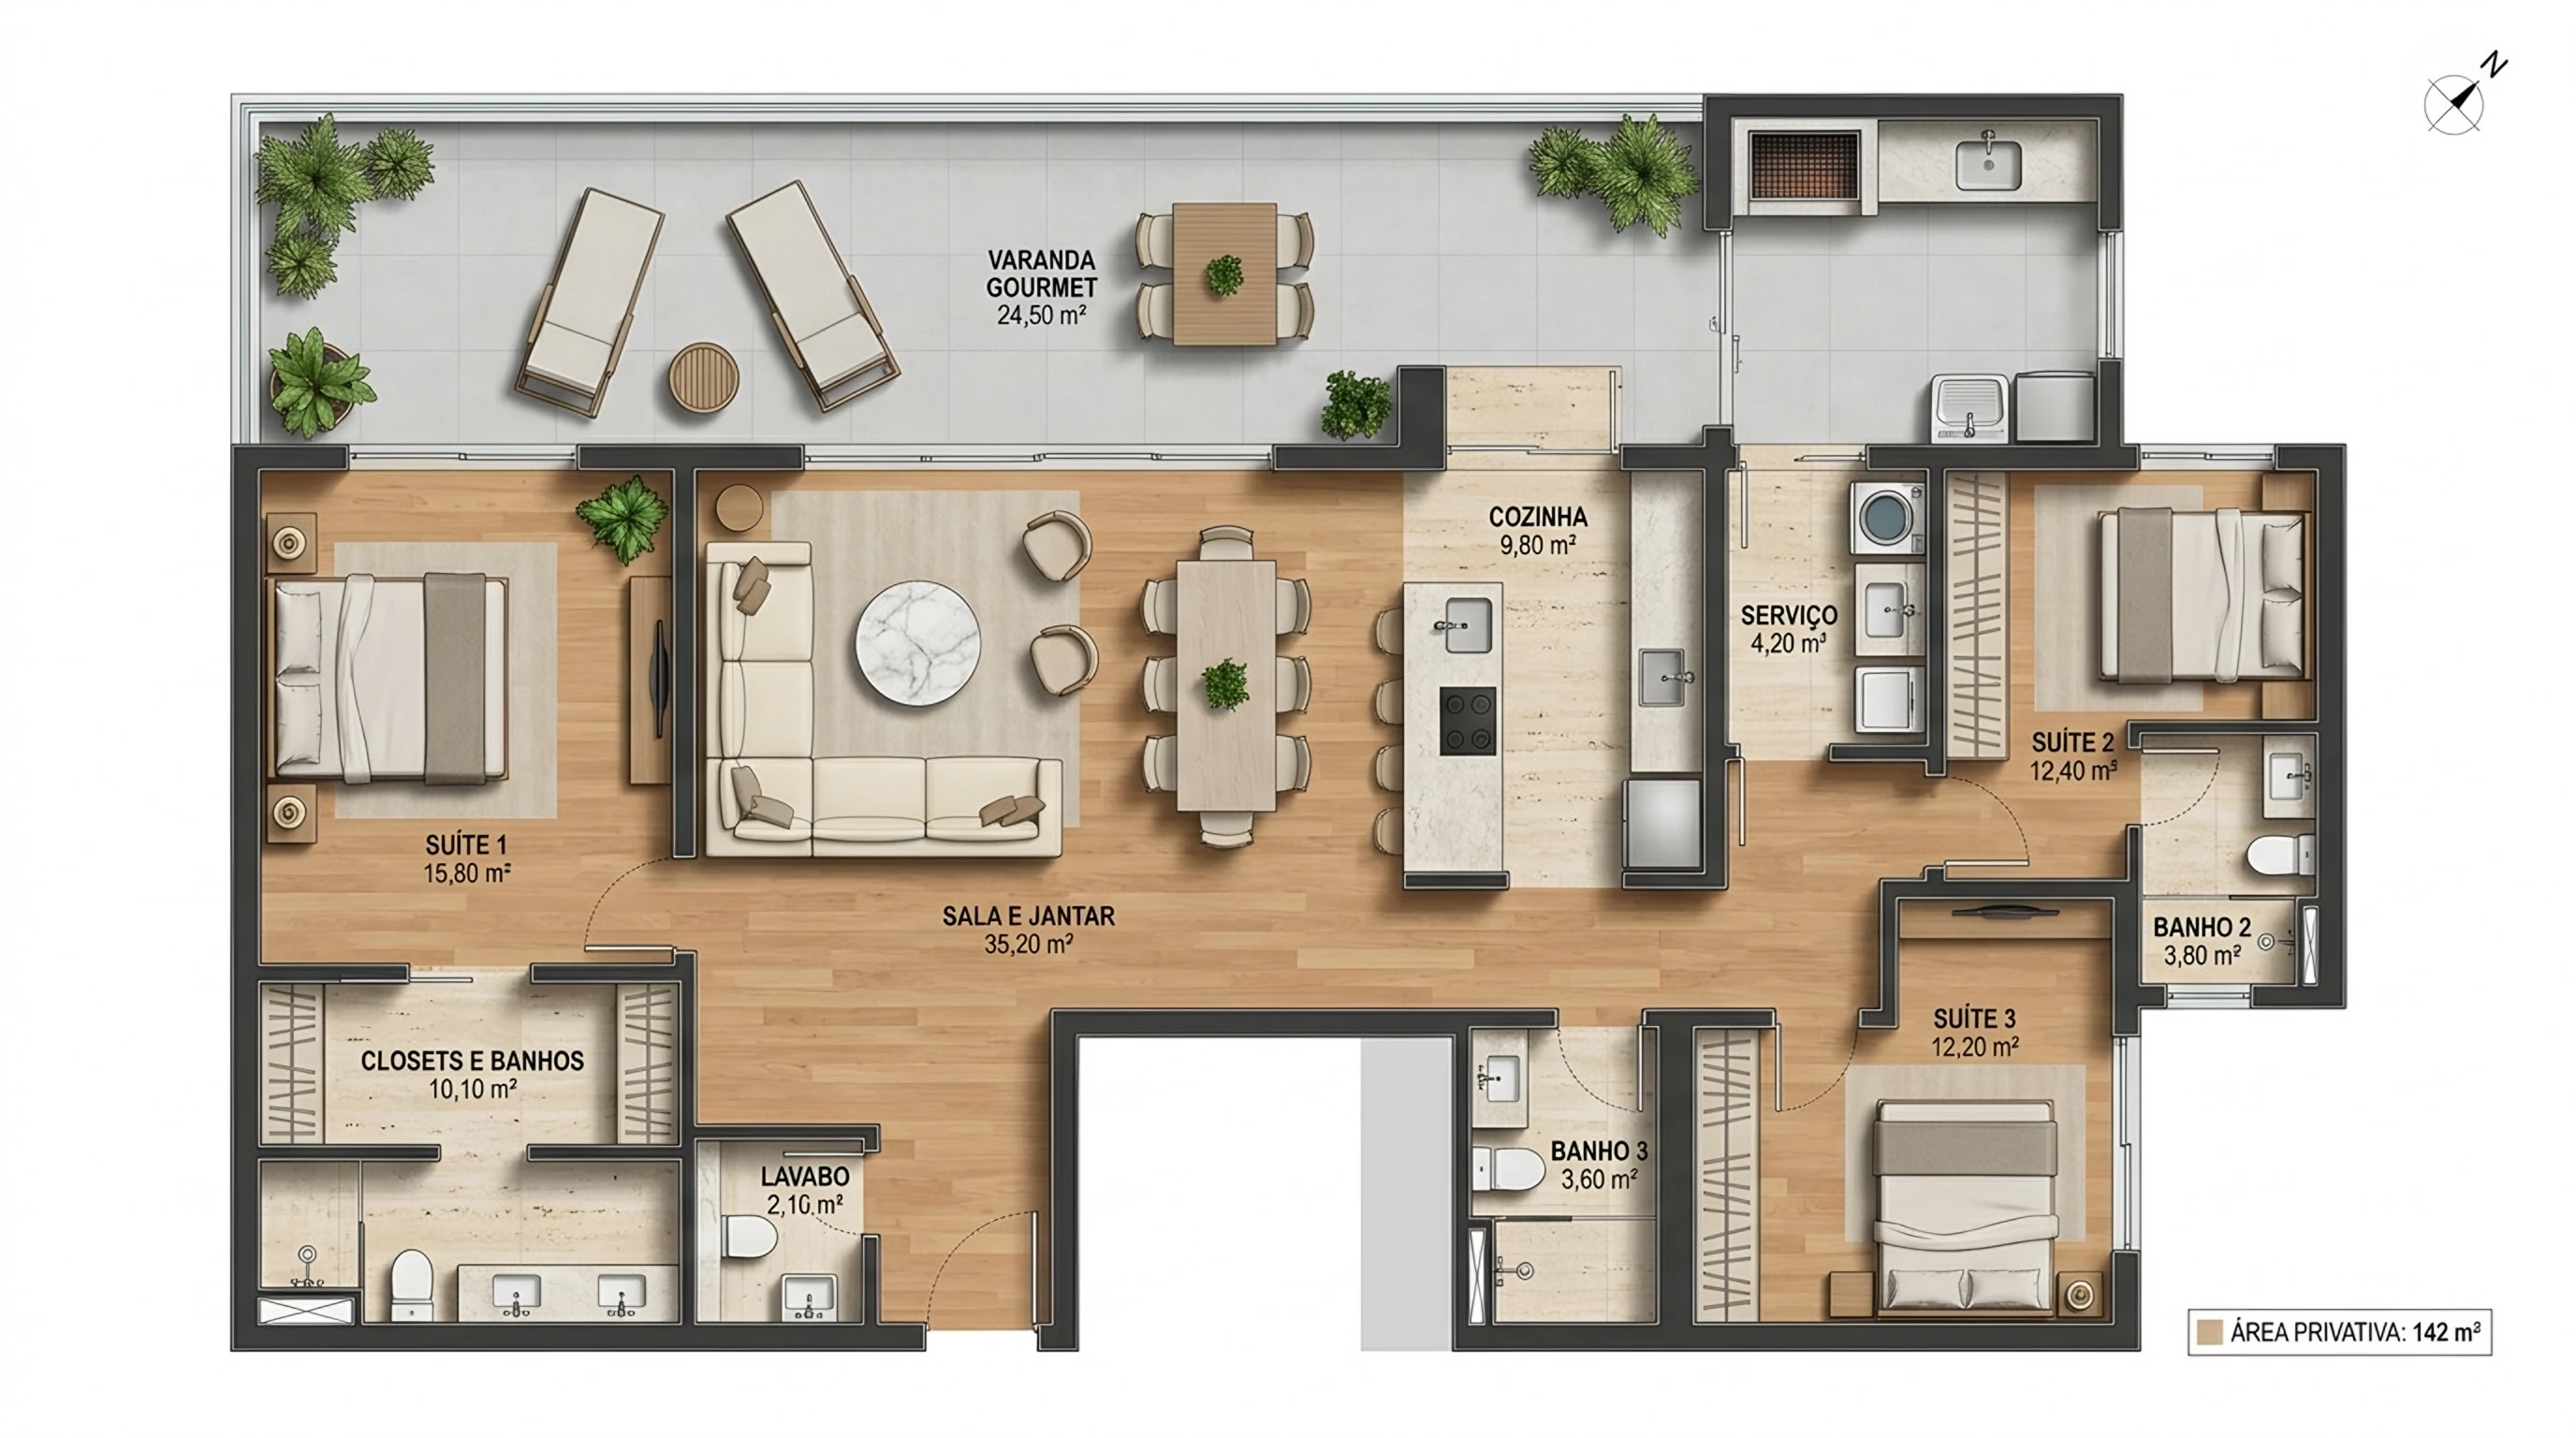 N
VARANDA
GOURMET
24,50 m²
COZINHA
9,80 m²
SERVIÇO
4,20 m³
SUÍTE 2
12,40 m²
SUÍTE 1
15,80 m²
SALA E JANTAR
35,20 m²
BANHO 2
3,80 m²
SUÍTE 3
12,20 m²
CLOSETS E BANHOS
10,10 m²
LAVABO
2,10 m²
BANHO 3
3,60 m²
ÁREA PRIVATIVA: 142 m²